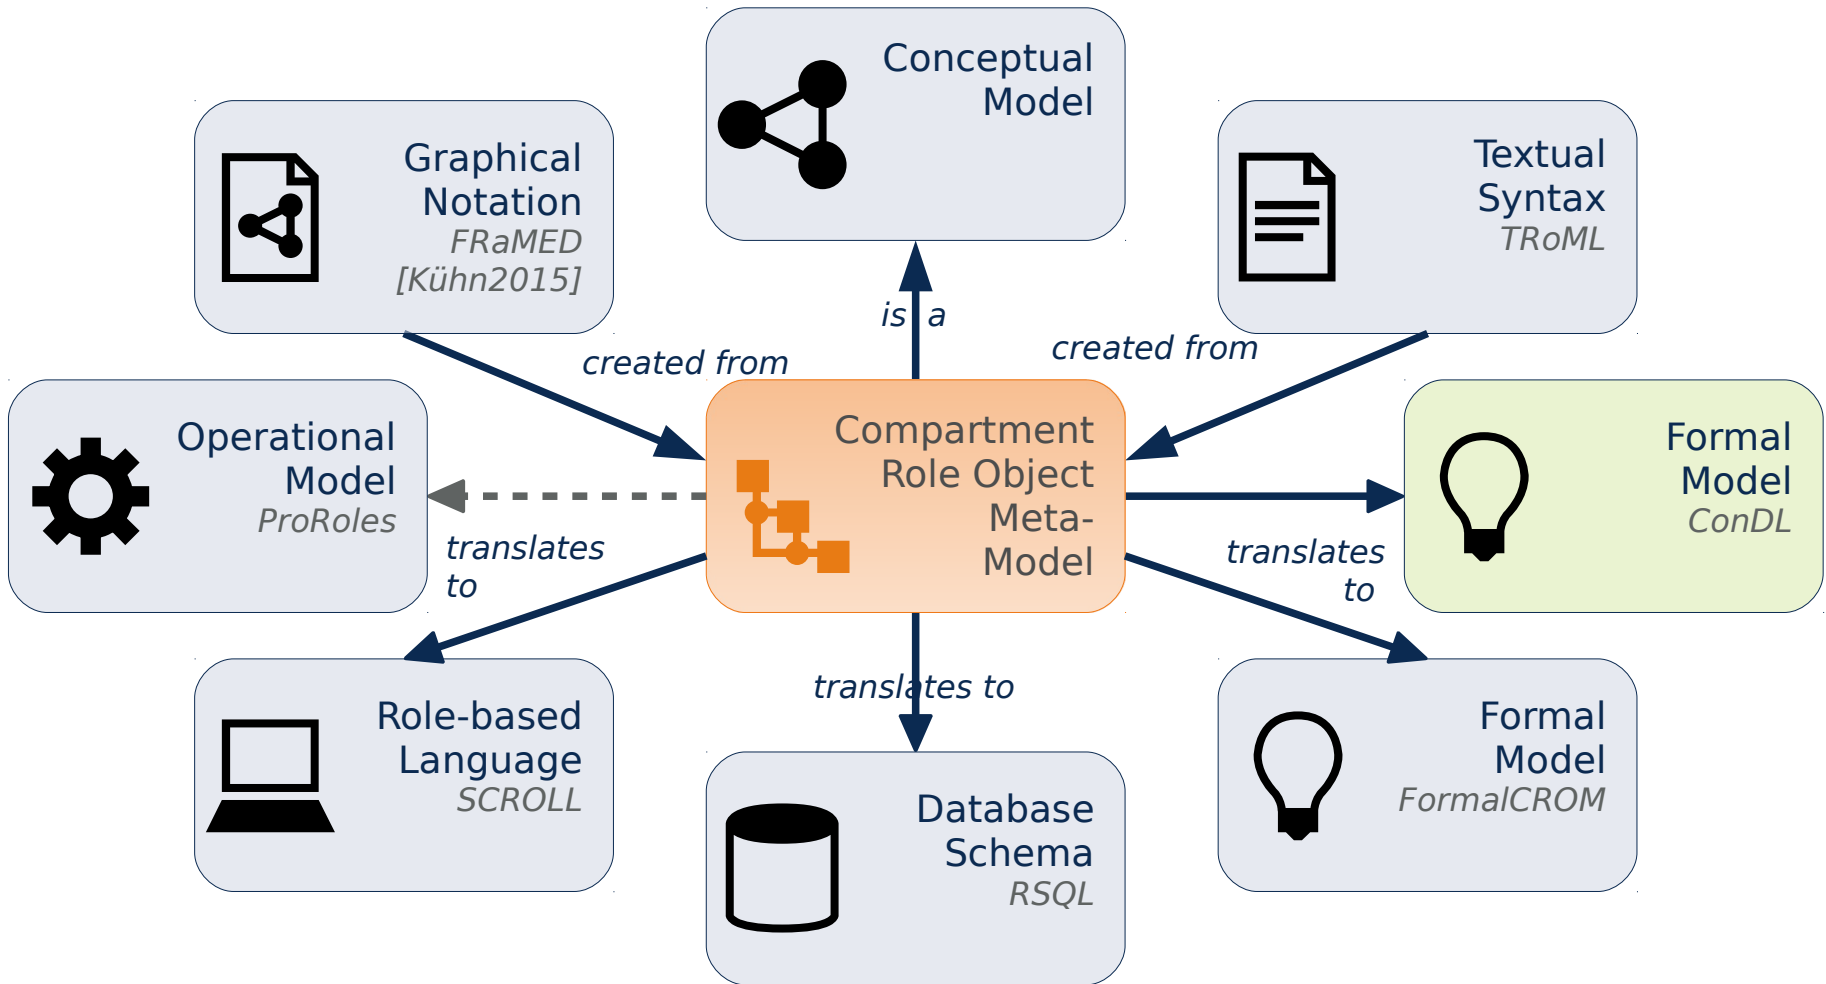 Conceptual
Model
Graphical
Notation
FRaMED
[Kühn2015]
Textual
Syntax
TRoML
is a
created from
created from
Operational
Model
ProRoles
Compartment
Role Object
Meta-
Model
Formal
Model
ConDL
translates
to
translates
to
Role-based
Language
SCROLL
translates to
Database
Schema
RSQL
Formal
Model
FormalCROM